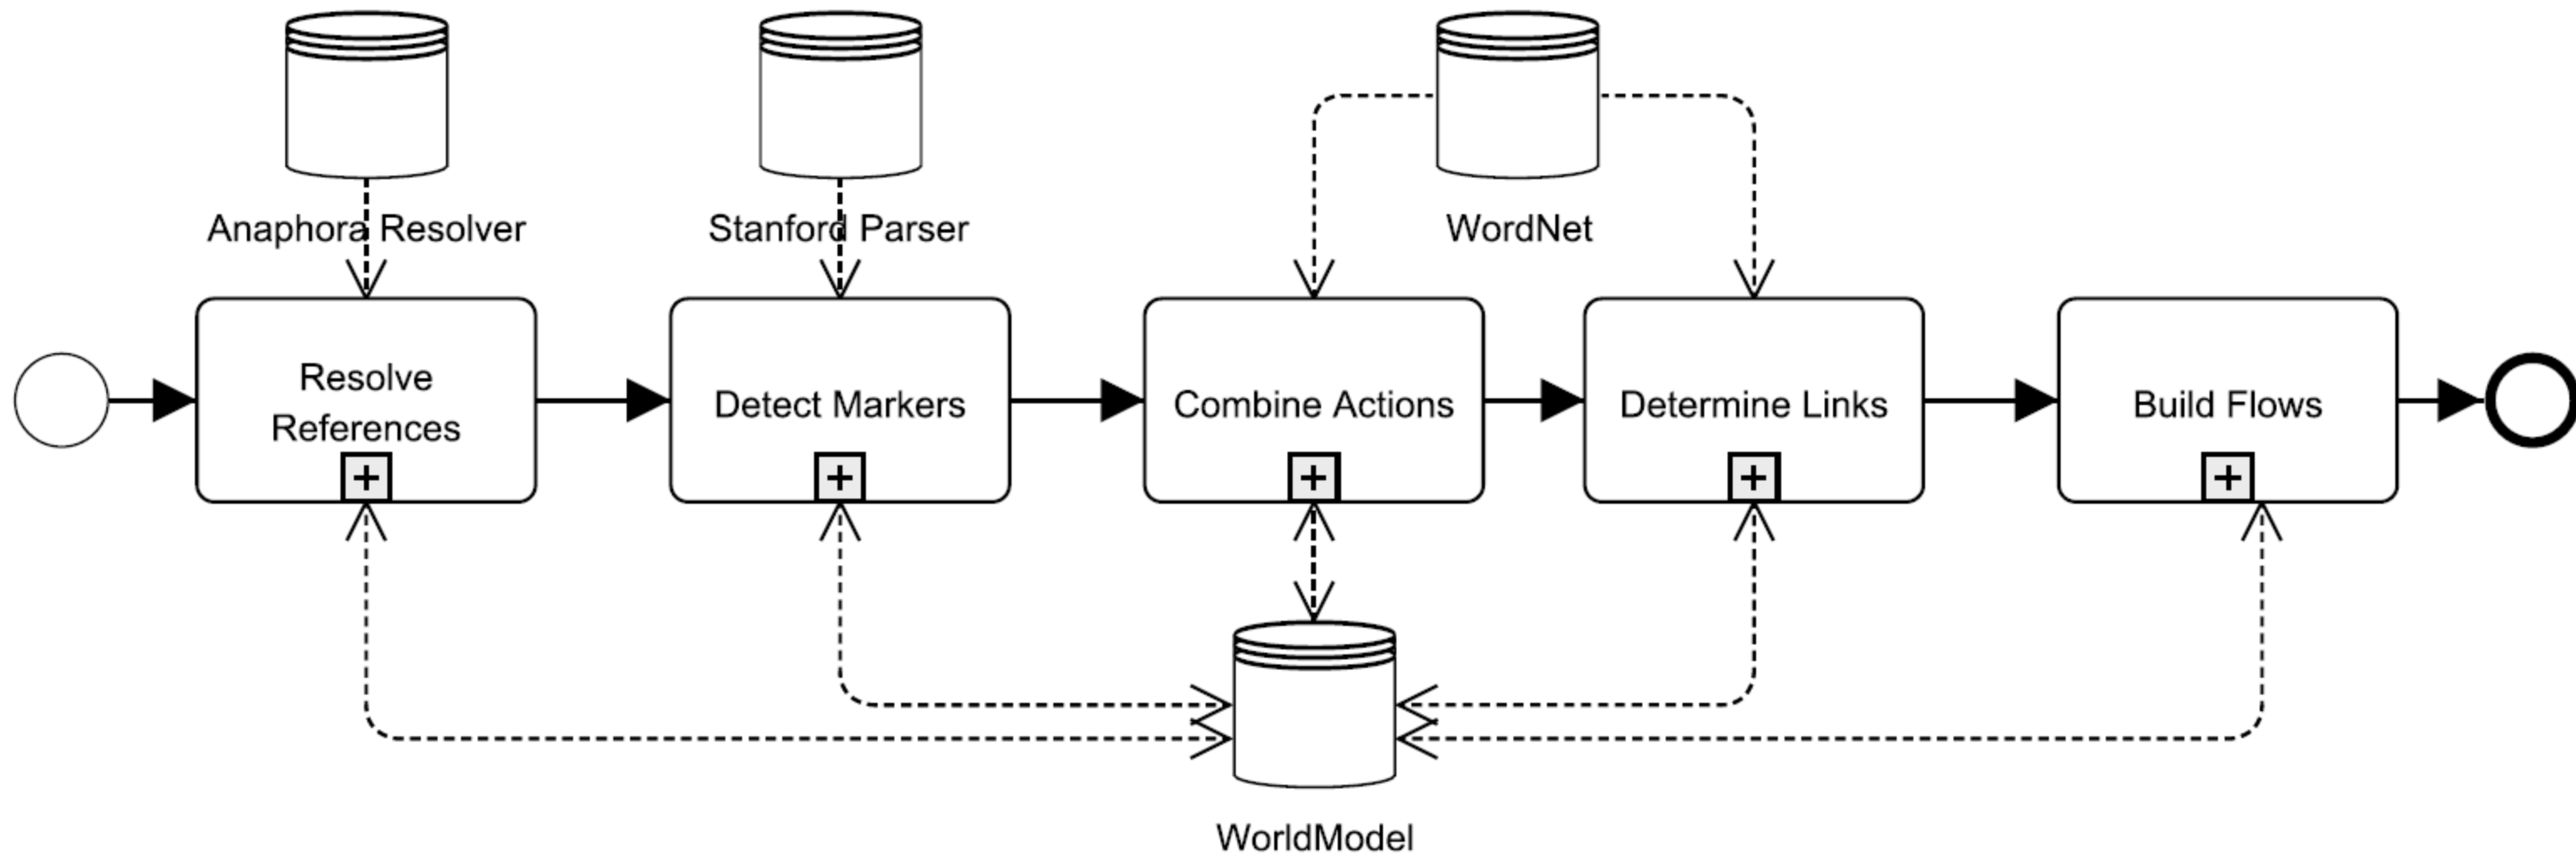 Anaphora Resolver
Stanford Parser
WordNet
Resolve
References
Detect Markers
Combine Actions
Determine Links
Build Flows
WorldModel